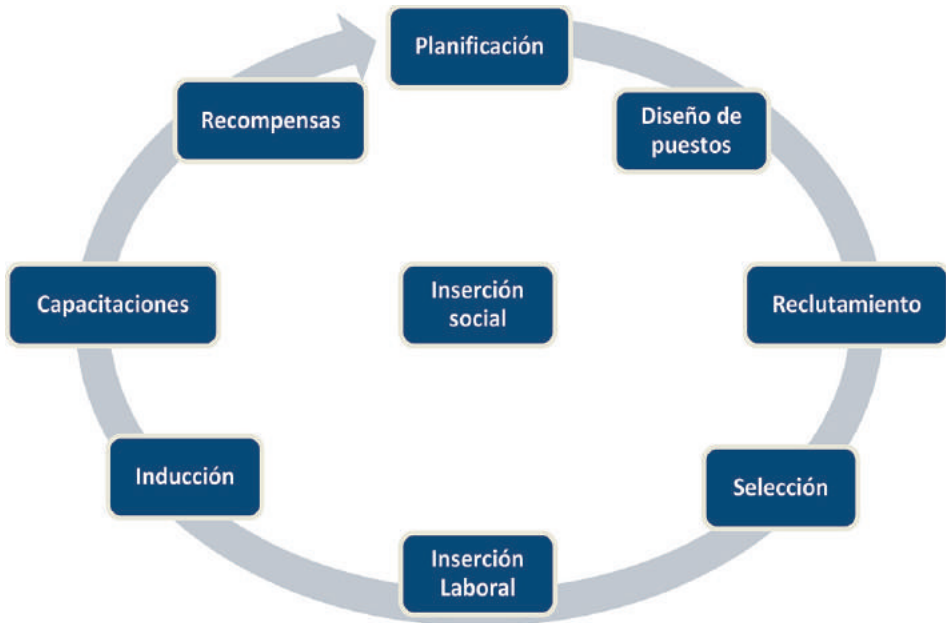 Planificación
Diseño de
puestos
Reclutamiento
Selección
Inserción
Laboral
Inducción
Capacitaciones
Recompensas
Inserción
social